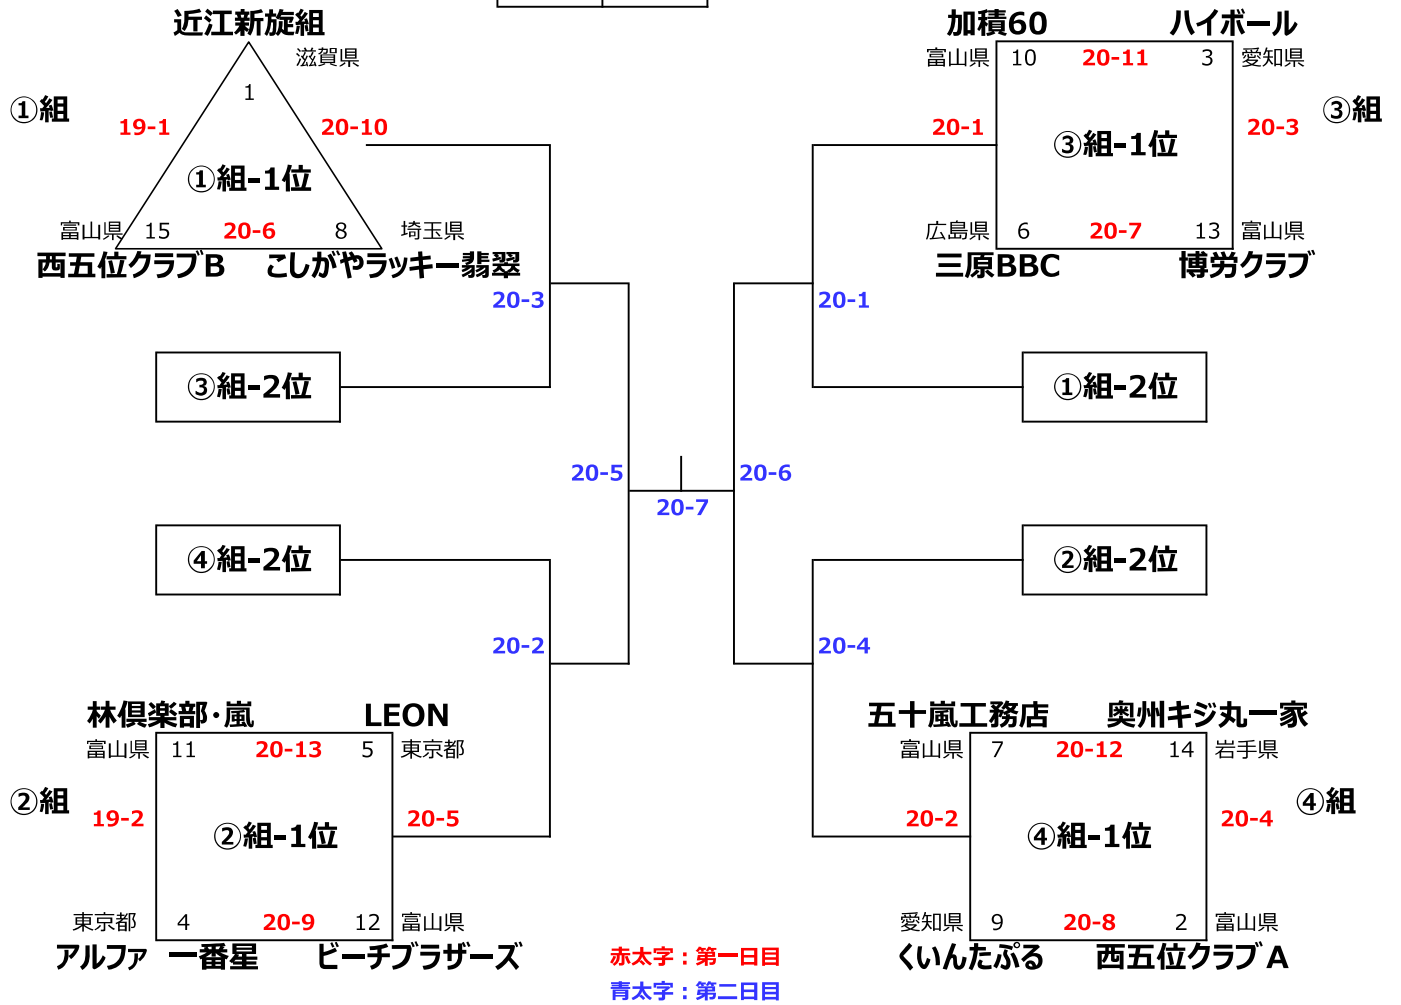 近江新旋組
滋賀県
①組
1
19-1
20-10
①組-1位
富山県
15
20-6
8
埼玉県
西五位クラブB
こしがやラッキー翡翠
加積60
ハイボール
富山県
10
20-11
3
愛知県
③組
20-1
③組-1位
20-3
広島県
6
20-7
13
富山県
三原BBC
博労クラブ
20-3
20-1
③組-2位
①組-2位
20-5
20-6
20-7
④組-2位
②組-2位
20-2
20-4
林倶楽部・嵐
LEON
富山県
11
20-13
5
東京都
②組
19-2
②組-1位
20-5
東京都
4
20-9
12
富山県
アルファ 一番星
ビーチブラザーズ
五十嵐工務店
奥州キジ丸一家
富山県
7
20-12
14
岩手県
④組
20-2
④組-1位
20-4
愛知県
9
20-8
2
富山県
くいんたぷる
西五位クラブA
赤太字：第一日目
青太字：第二日目